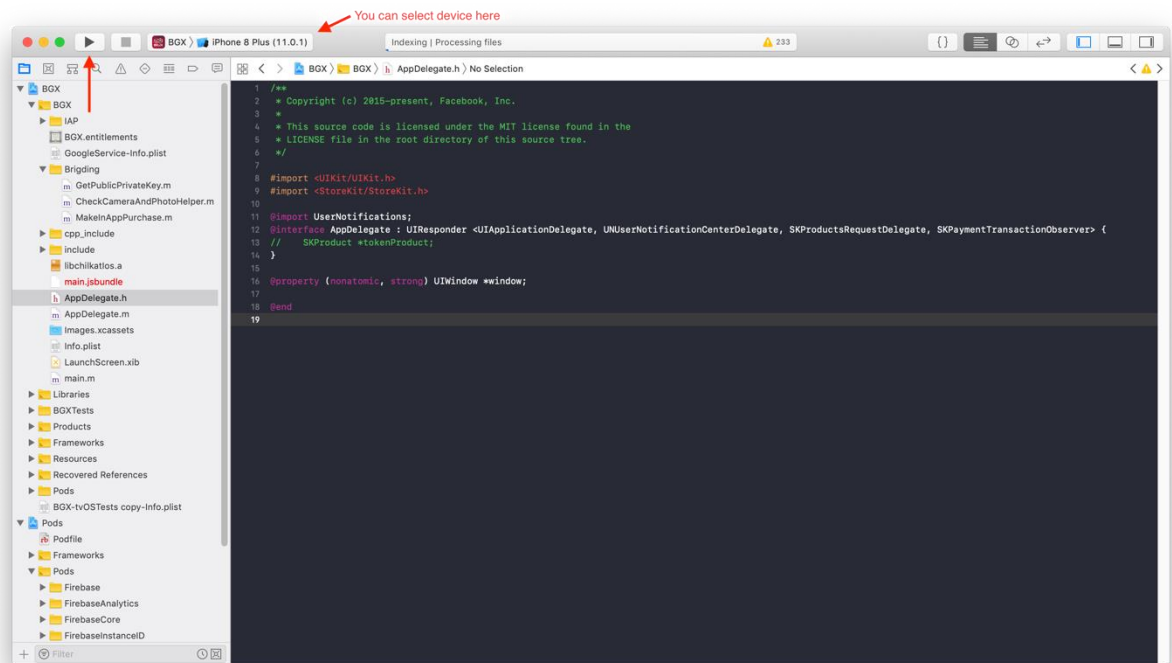 You can select device here
BGX 〉 iPhone 8 Plus (11.0.1)
Indexing | Processing files
233
BGX 〉 BGX 〉 AppDelegate.h 〉 No Selection
BGX
BGX
IAP
BGX.entitlements
GoogleService-Info.plist
Brigding
GetPublicPrivateKey.m
CheckCameraAndPhotoHelper.m
MakeInAppPurchase.m
cpp_include
include
libchilkatIos.a
main.jsbundle
AppDelegate.h
AppDelegate.m
Images.xcassets
Info.plist
LaunchScreen.xib
main.m
Libraries
BGXTests
Products
Frameworks
Resources
Recovered References
Pods
BGX-tvOSTests copy-Info.plist
Pods
Podfile
Frameworks
Pods
Firebase
FirebaseAnalytics
FirebaseCore
FirebaseInstanceID
Filter
1 /**
2 * Copyright (c) 2015-present, Facebook, Inc.
3 *
4 * This source code is licensed under the MIT license found in the
5 * LICENSE file in the root directory of this source tree.
6 */
7
8 #import <UIKit/UIKit.h>
9 #import <StoreKit/StoreKit.h>
10
11 @import UserNotifications;
12 @interface AppDelegate : UIResponder <UIApplicationDelegate, UNUserNotificationCenterDelegate, SKProductsRequestDelegate, SKPaymentTransactionObserver> {
13 // SKProduct *tokenProduct;
14 }
15
16 @property (nonatomic, strong) UIWindow *window;
17
18 @end
19